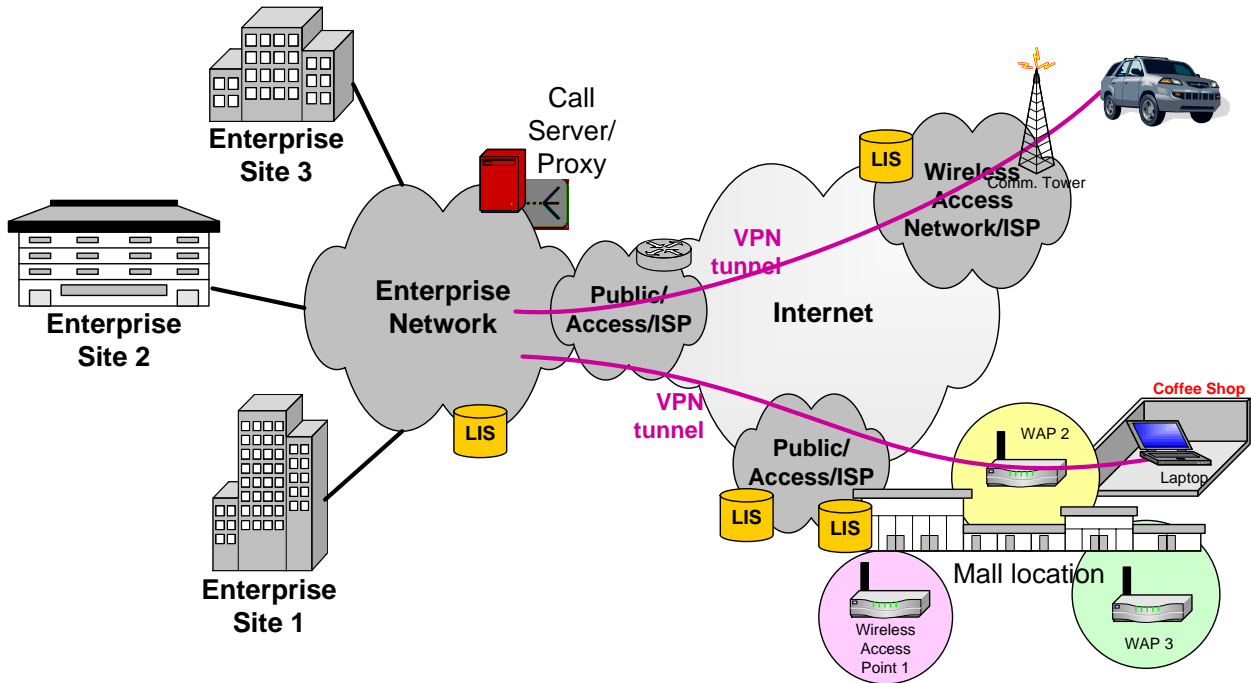 Enterprise
Site 3
Call
Server/
Proxy
LIS
Wireless
Access
Network/ISP
Comm. Tower
VPN
tunnel
Enterprise
Network
Public/
Access/ISP
Internet
Enterprise
Site 2
VPN
tunnel
LIS
Coffee Shop
WAP 2
Laptop
Public/
Access/ISP
LIS
LIS
Mall location
Enterprise
Site 1
Wireless
Access
Point 1
WAP 3